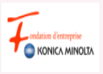 Fondation d'entreprise
KONICA MINOLTA